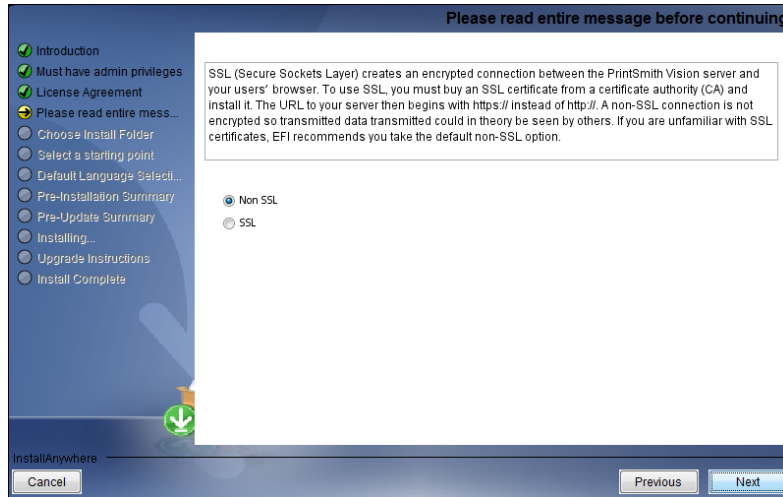 Please read entire message before continuing
Introduction
Must have admin privileges
License Agreement
Please read entire mess...
Choose Install Folder
Select a starting point
Default Language Selecti...
Pre-Installation Summary
Pre-Update Summary
Installing...
Upgrade Instructions
Install Complete
SSL (Secure Sockets Layer) creates an encrypted connection between the PrintSmith Vision server and
your users' browser. To use SSL, you must buy an SSL certificate from a certificate authority (CA) and
install it. The URL to your server then begins with https:// instead of http://. A non-SSL connection is not
encrypted so transmitted data transmitted could in theory be seen by others. If you are unfamiliar with SSL
certificates, EFI recommends you take the default non-SSL option.
Non SSL
SSL
InstallAnywhere
Cancel
Previous
Next